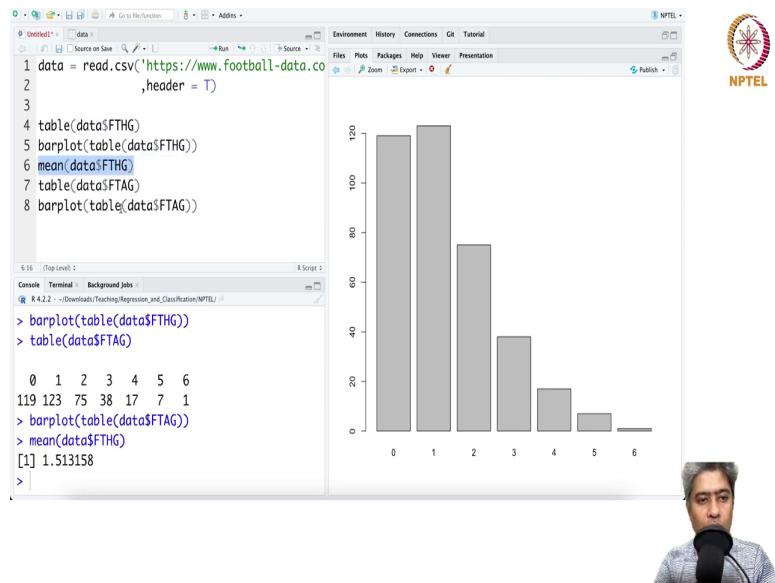 Go to file/function
Addins
NPTEL
Untitled1*
data
Source on Save
Run
Source
1 data = read.csv('https://www.football-data.co
2 ,header = T)
3
4 table(data$FTHG)
5 barplot(table(data$FTHG))
6 mean(data$FTHG)
7 table(data$FTAG)
8 barplot(table(data$FTAG))
6:16 (Top Level) R Script
Console Terminal Background Jobs
R 4.2.2 · ~/Downloads/Teaching/Regression_and_Classification/NPTEL/
> barplot(table(data$FTHG))
> table(data$FTAG)
0 1 2 3 4 5 6
119 123 75 38 17 7 1
> barplot(table(data$FTAG))
> mean(data$FTHG)
[1] 1.513158
>
Environment History Connections Git Tutorial
Files Plots Packages Help Viewer Presentation
Zoom Export Publish
120
100
80
60
40
20
0
0 1 2 3 4 5 6
NPTEL